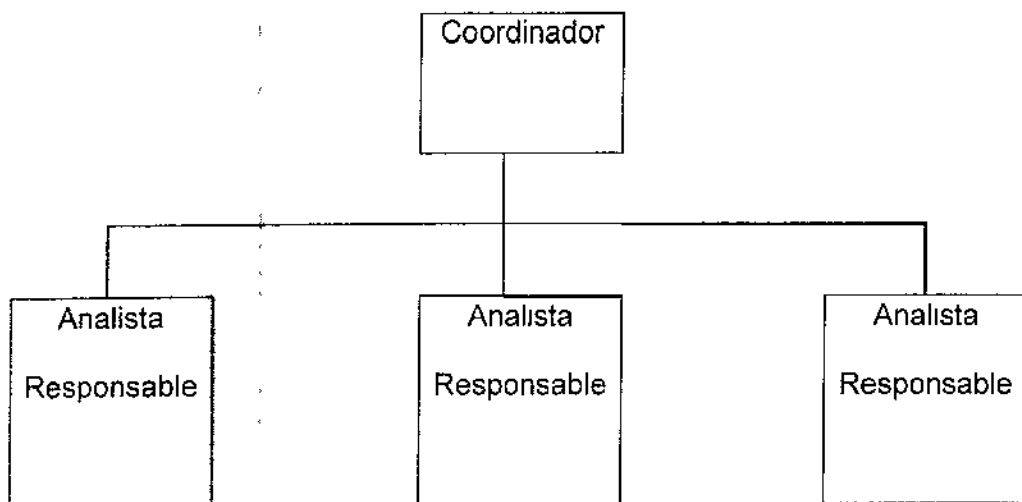 Coordinador
Analista
Responsable
Analista
Responsable
Analista
Responsable